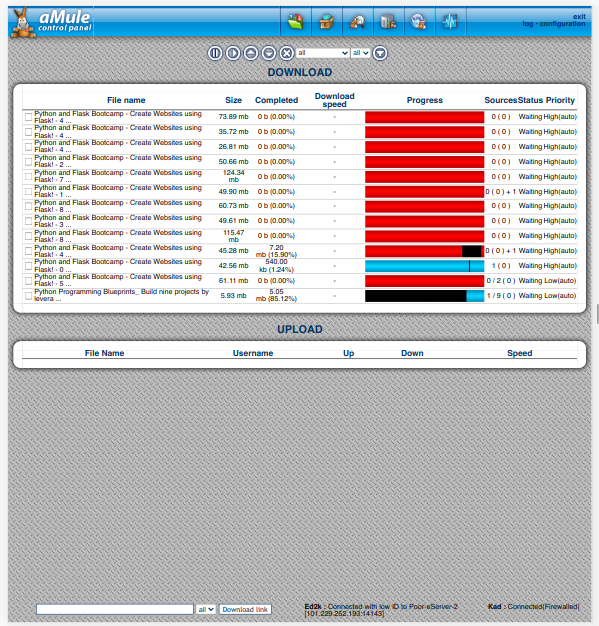 aMule
control panel
exit
log - configuration
all all
DOWNLOAD
File name Size Completed Download speed Progress Sources Status Priority
Python and Flask Bootcamp - Create Websites using
Flask! - 4 ... 73.89 mb 0 b (0.00%) - 0 ( 0 ) Waiting High(auto)
Python and Flask Bootcamp - Create Websites using
Flask! - 4 ... 35.72 mb 0 b (0.00%) - 0 ( 0 ) Waiting High(auto)
Python and Flask Bootcamp - Create Websites using
Flask! - 4 ... 26.81 mb 0 b (0.00%) - 0 ( 0 ) Waiting High(auto)
Python and Flask Bootcamp - Create Websites using
Flask! - 2 ... 50.66 mb 0 b (0.00%) - 0 ( 0 ) Waiting High(auto)
Python and Flask Bootcamp - Create Websites using
Flask! - 7 ... 124.34 mb 0 b (0.00%) - 0 ( 0 ) Waiting High(auto)
Python and Flask Bootcamp - Create Websites using
Flask! - 1 ... 49.90 mb 0 b (0.00%) - 0 ( 0 ) + 1 Waiting High(auto)
Python and Flask Bootcamp - Create Websites using
Flask! - 8 ... 60.73 mb 0 b (0.00%) - 0 ( 0 ) Waiting High(auto)
Python and Flask Bootcamp - Create Websites using
Flask! - 3 ... 49.61 mb 0 b (0.00%) - 0 ( 0 ) Waiting High(auto)
Python and Flask Bootcamp - Create Websites using
Flask! - 8 ... 115.47 mb 0 b (0.00%) - 0 ( 0 ) Waiting High(auto)
Python and Flask Bootcamp - Create Websites using
Flask! - 4 ... 45.28 mb 7.20 mb (15.90%) - 0 ( 0 ) + 1 Waiting High(auto)
Python and Flask Bootcamp - Create Websites using
Flask! - 0 ... 42.56 mb 540.00 kb (1.24%) - 1 ( 0 ) Waiting High(auto)
Python and Flask Bootcamp - Create Websites using
Flask! - 5 ... 61.11 mb 0 b (0.00%) - 0 / 2 ( 0 ) Waiting Low(auto)
Python Programming Blueprints_ Build nine projects by
levera ... 5.93 mb 5.05 mb (85.12%) - 1 / 9 ( 0 ) Waiting Low(auto)
UPLOAD
File Name Username Up Down Speed
all Download link
Ed2k : Connected with low ID to Poor-eServer-2
[101.229.252.193:14143]
Kad : Connected(Firewalled)